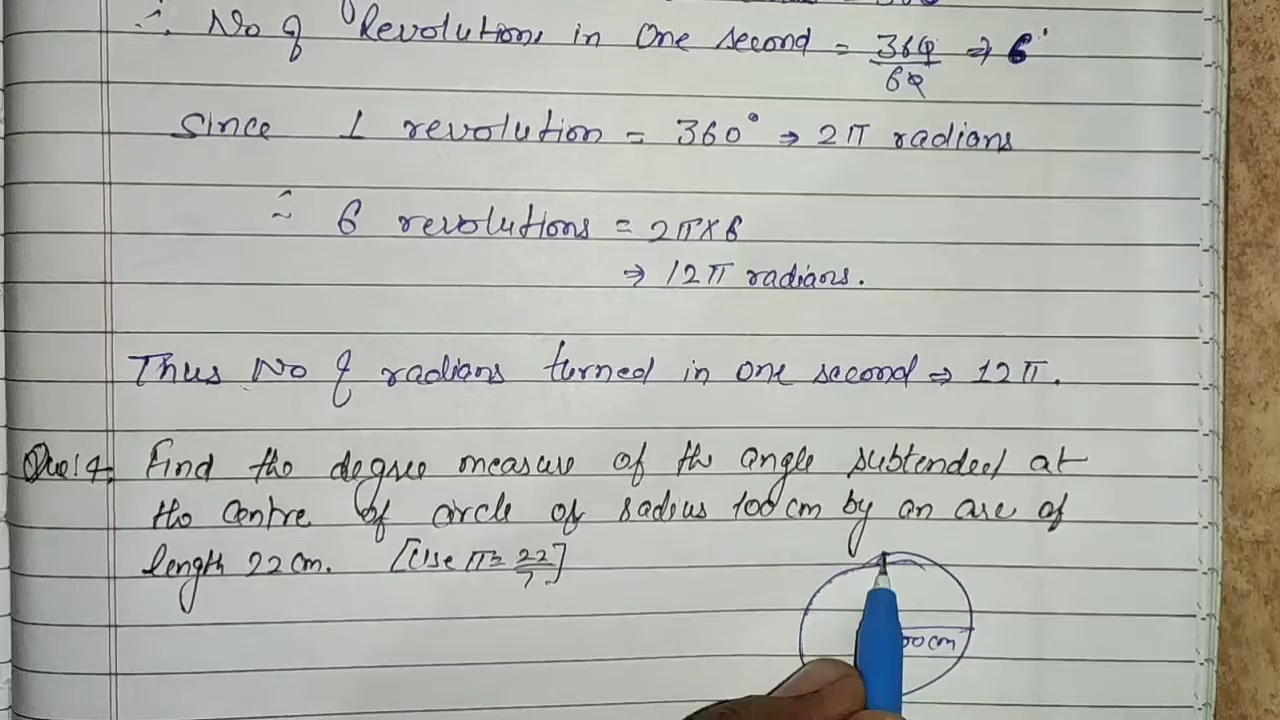 ∴ No of Revolutions in One second = 360/60 ⇒ 6
Since 1 revolution = 360° ⇒ 2π radians
∴ 6 revolutions = 2π×6
⇒ 12π radians.
Thus No of radians turned in one second ⇒ 12π.
Que:4. Find the degree measure of the angle subtended at
the Centre of circle of radius 100 cm by an arc of
length 22 cm. [Use π = 22/7]
00 cm